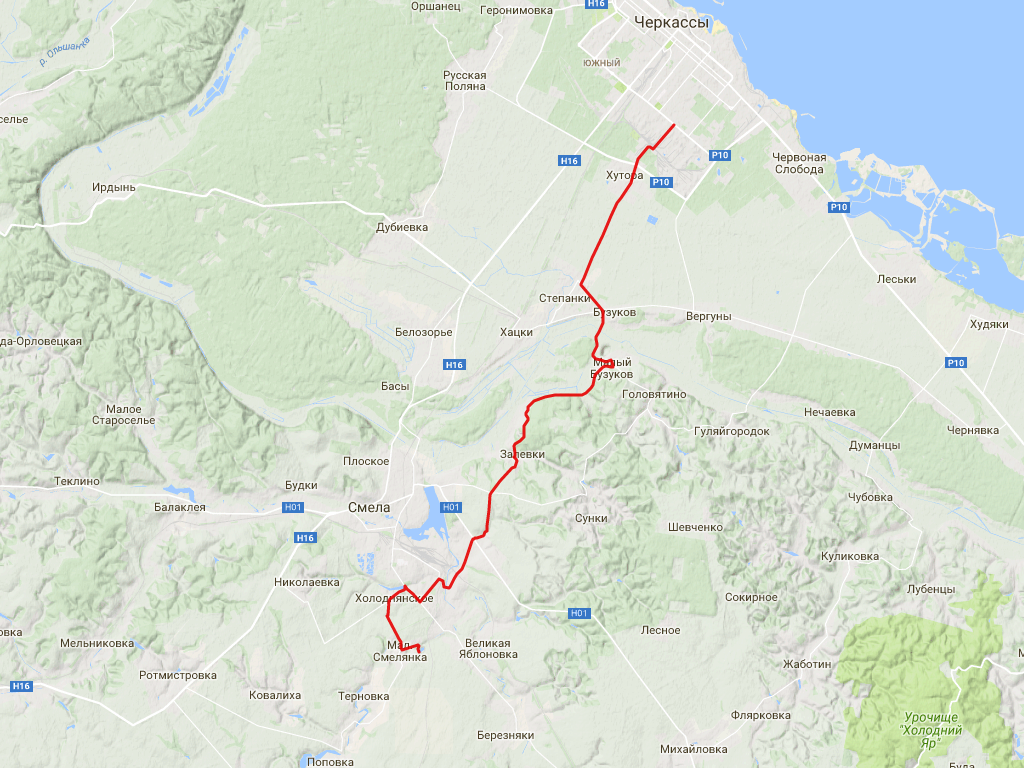 Оршанец
Геронимовка
H16
Черкассы
р. Ольшанка
южный
Русская
Поляна
селье
H16
P10
Червоная
Слобода
Хутора
P10
Ирдынь
P10
Дубиевка
Леськи
Степанки
Бузуков
Вергуны
Худяки
Белозорье
Хацки
да-Орловецкая
H16
Малый
Бузуков
P10
Басы
Головятино
Малое
Староселье
Нечаевка
Гуляйгородок
Чернявка
Думанцы
Залевки
Плоское
Теклино
Будки
Чубовка
Балаклея
H01
Смела
H01
Сунки
Шевченко
H16
Куликовка
Николаевка
Лубенцы
Холоднянское
Сокирное
H01
овка
Лесное
Мельниковка
Мал.
Смелянка
Великая
Яблоновка
М
Жаботин
Ротмистровка
H16
Ковалиха
Терновка
Флярковка
Урочище
"Холодний
Яр"
Березняки
Михайловка
Поповка
Буда